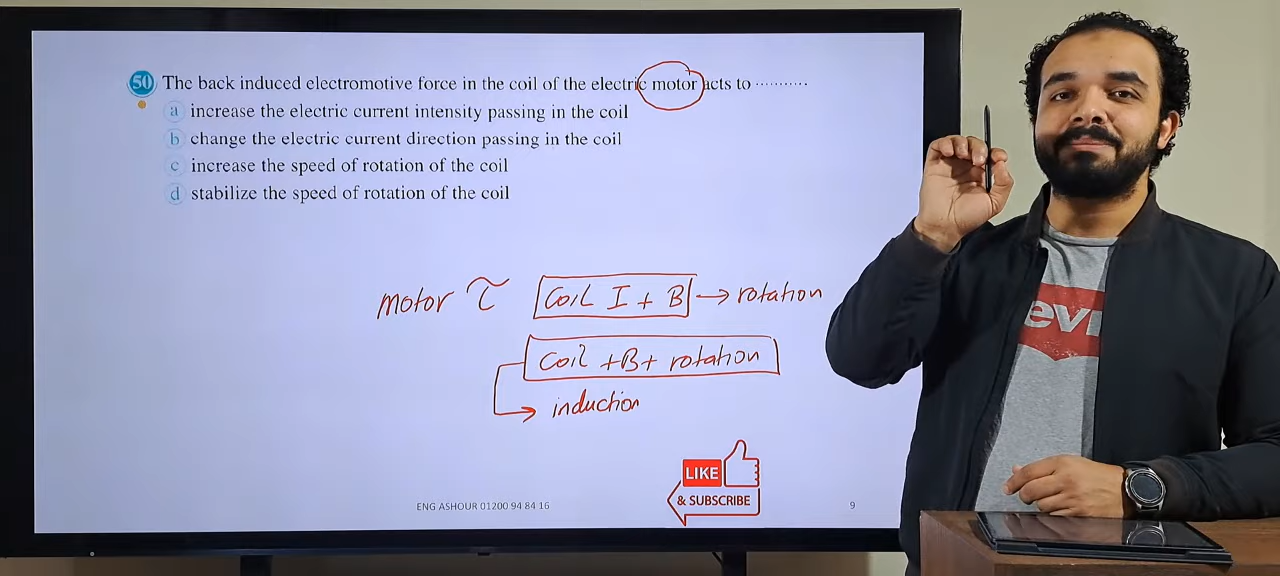 50 The back induced electromotive force in the coil of the electric motor acts to ..........
a increase the electric current intensity passing in the coil
b change the electric current direction passing in the coil
c increase the speed of rotation of the coil
d stabilize the speed of rotation of the coil
motor τ coil I + B → rotation
coil + B + rotation
induction
LIKE
& SUBSCRIBE
ENG ASHOUR 01200 94 84 16
9
evi